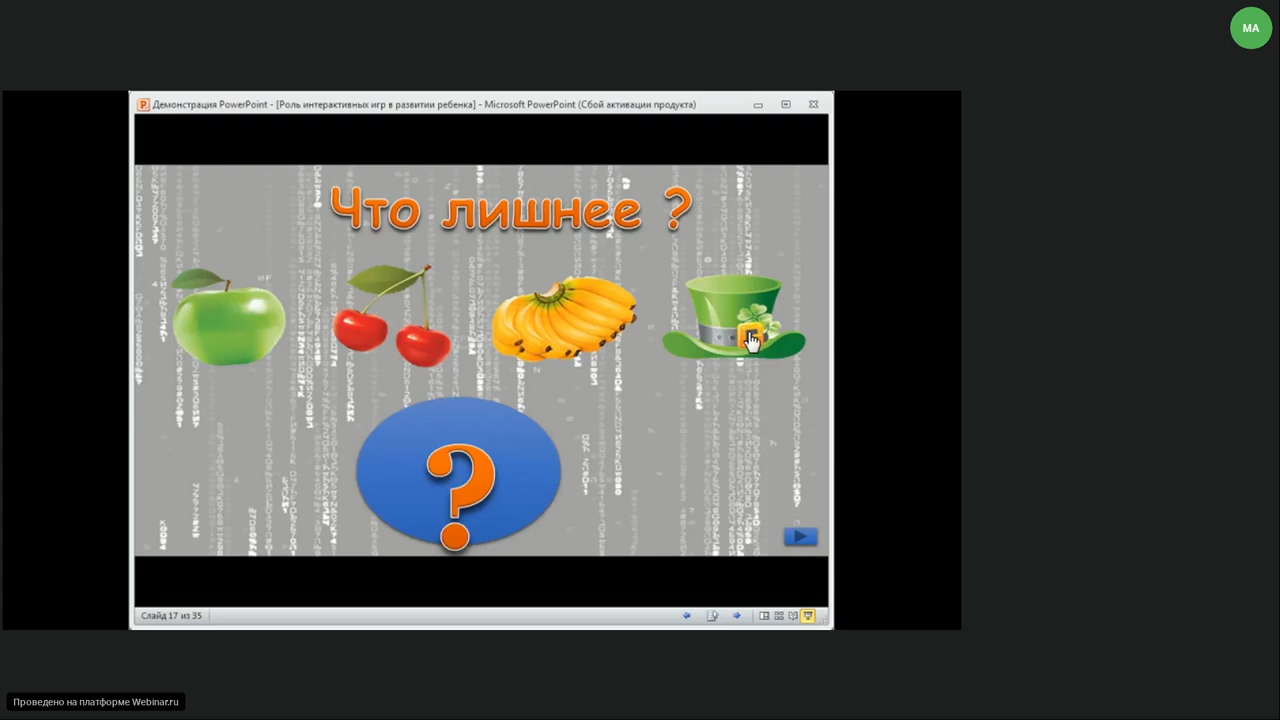 MA
Демонстрация PowerPoint - [Роль интерактивных игр в развитии ребенка] - Microsoft PowerPoint (Сбой активации продукта)
Что лишнее ?
?
Слайд 17 из 35
Проведено на платформе Webinar.ru